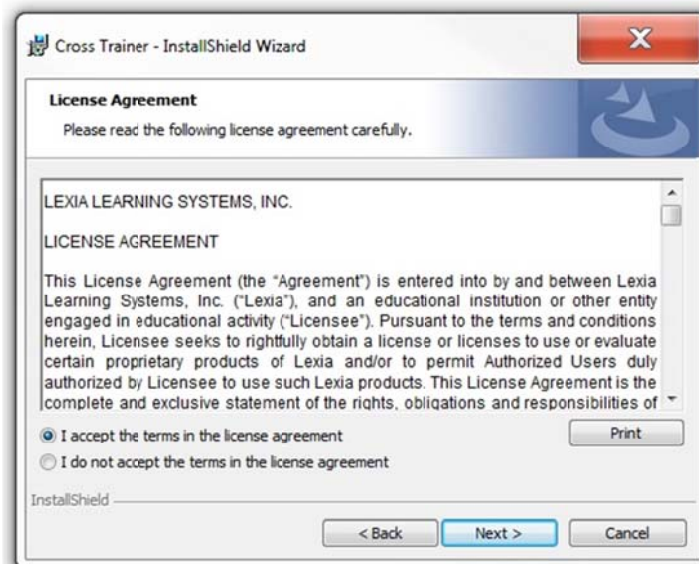 Cross Trainer - InstallShield Wizard
License Agreement
Please read the following license agreement carefully.
LEXIA LEARNING SYSTEMS, INC.
LICENSE AGREEMENT
This License Agreement (the “Agreement”) is entered into by and between Lexia
Learning Systems, Inc. (“Lexia”), and an educational institution or other entity
engaged in educational activity (“Licensee”). Pursuant to the terms and conditions
herein, Licensee seeks to rightfully obtain a license or licenses to use or evaluate
certain proprietary products of Lexia and/or to permit Authorized Users duly
authorized by Licensee to use such Lexia products. This License Agreement is the
complete and exclusive statement of the rights, obligations and responsibilities of
I accept the terms in the license agreement
Print
I do not accept the terms in the license agreement
InstallShield
< Back
Next >
Cancel